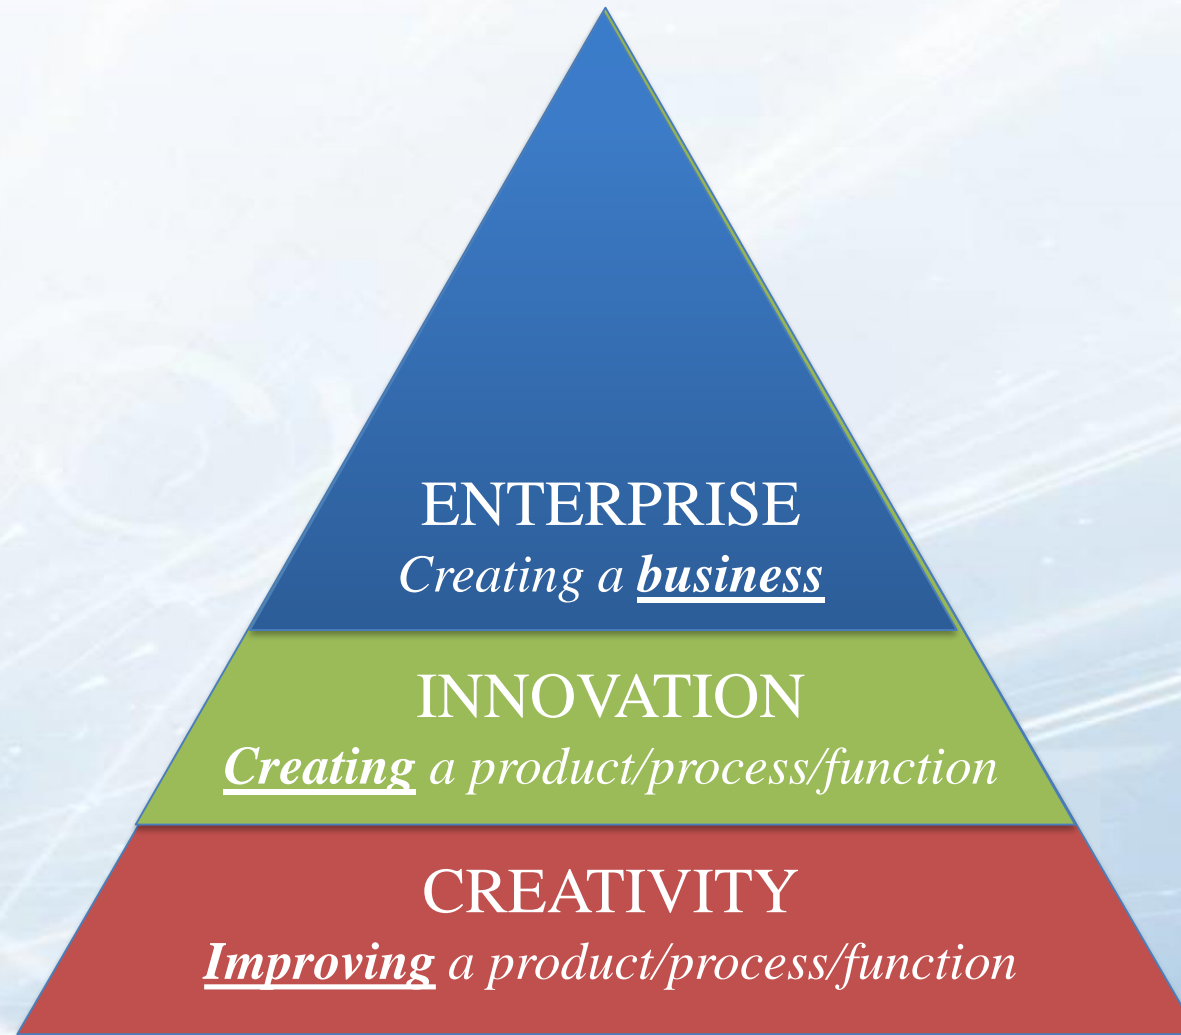 ENTERPRISE
Creating a business
INNOVATION
Creating a product/process/function
CREATIVITY
Improving a product/process/function